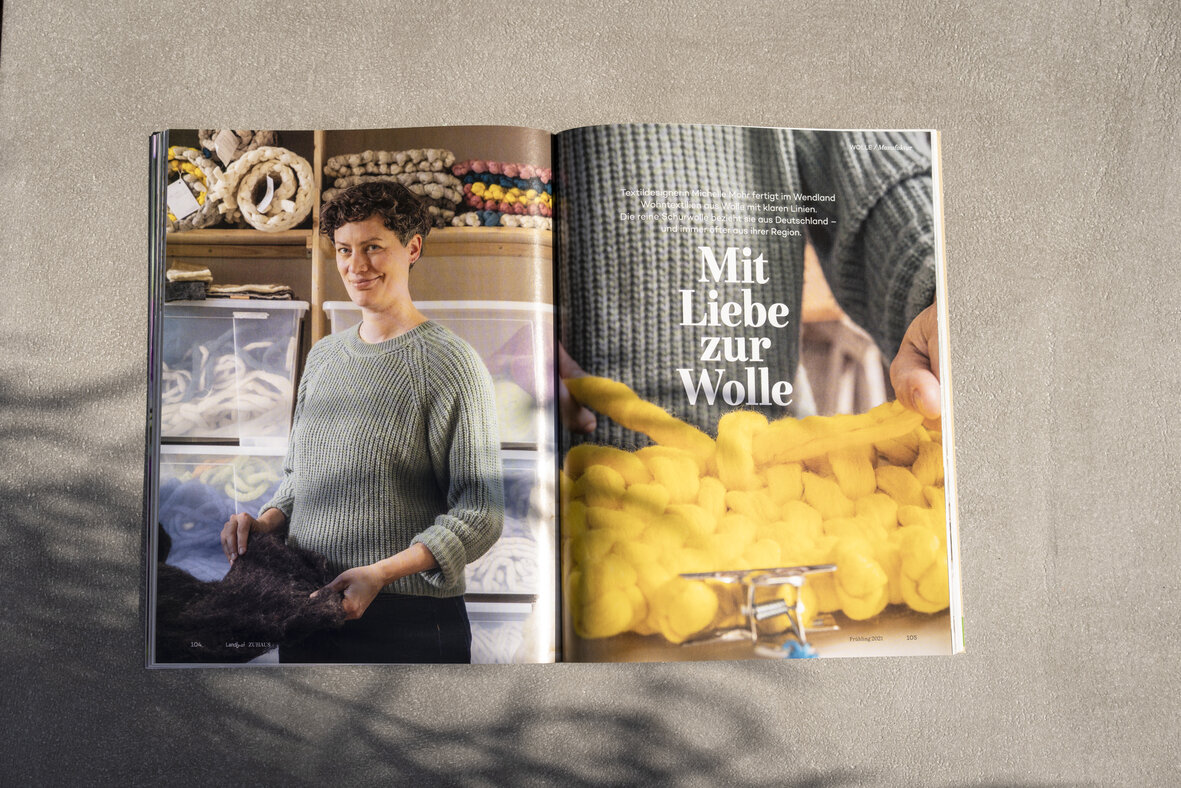 104
ZUHAUSE
WOLLE / Manufaktur
Textildesignerin Michelle Mohr fertigt im Wendland
Wohntextilien aus Wolle mit klaren Linien.
Die reine Schurwolle bezieht sie aus Deutschland –
und immer öfter aus ihrer Region.
Mit
Liebe
zur
Wolle
Frühling 2021 105